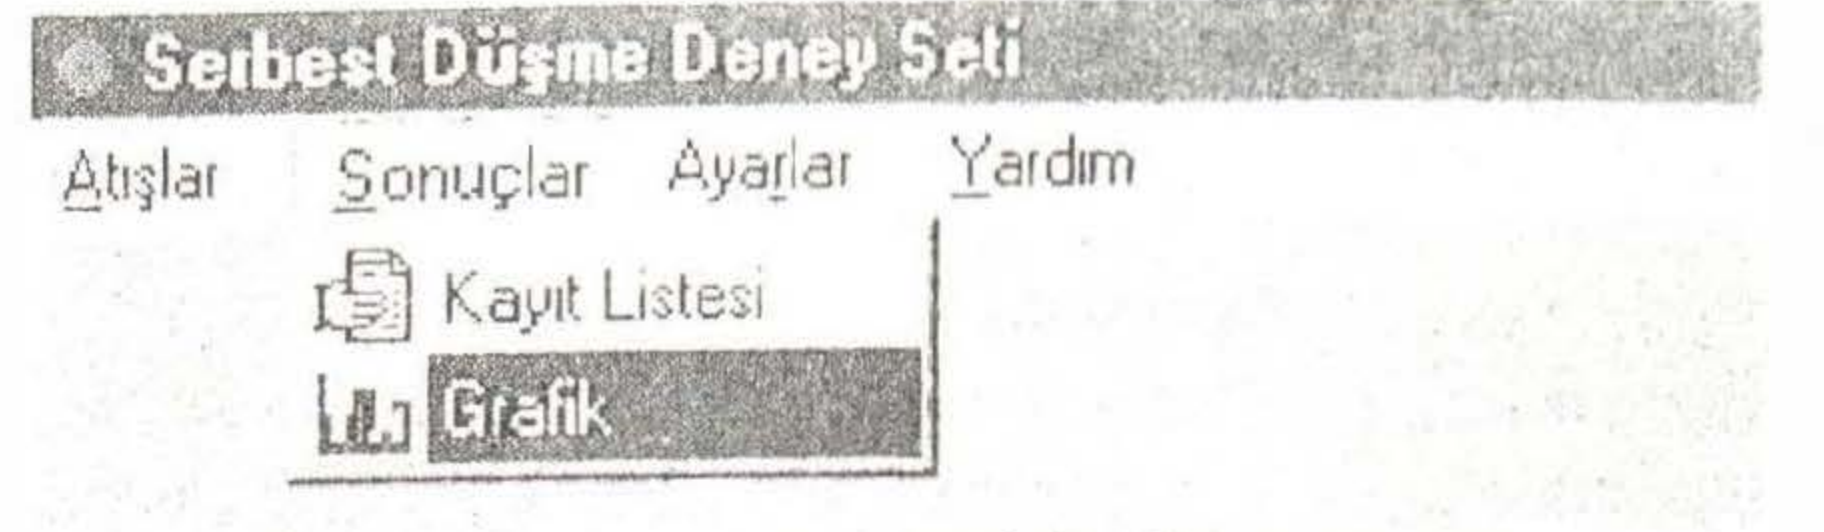 Serbest Düşme Deney Seti
Atışlar Sonuçlar Ayarlar Yardım
Kayıt Listesi
Grafik